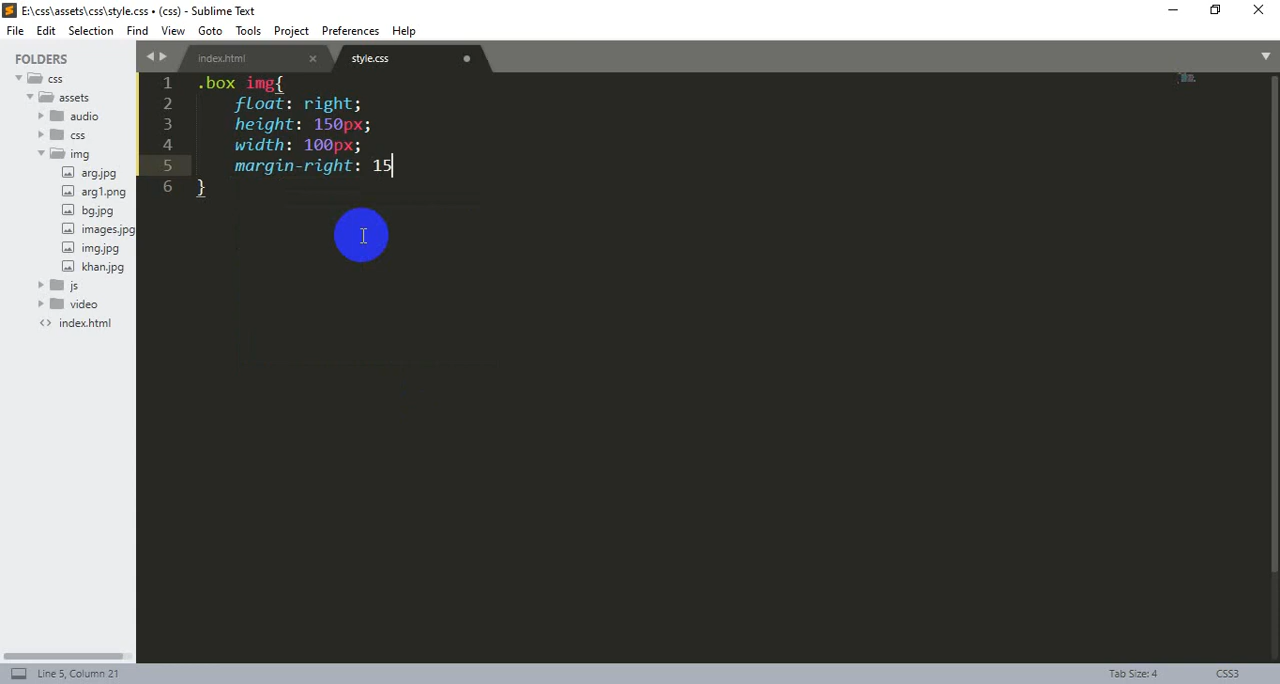 E:\css\assets\css\style.css • (css) - Sublime Text
File Edit Selection Find View Goto Tools Project Preferences Help
FOLDERS
css
assets
audio
css
img
arg.jpg
arg1.png
bg.jpg
images.jpg
img.jpg
khan.jpg
js
video
index.html
index.html
style.css
1 .box img{
2 float: right;
3 height: 150px;
4 width: 100px;
5 margin-right: 15
6 }
Line 5, Column 21
Tab Size: 4
CSS3